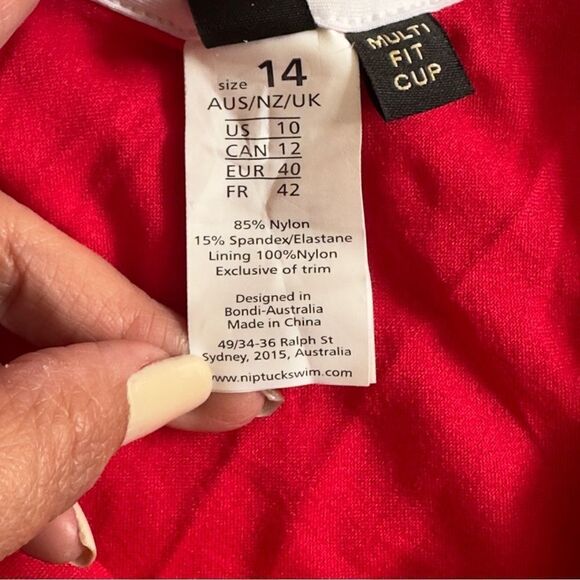 size 14
AUS/NZ/UK
US 10
CAN 12
EUR 40
FR 42
85% Nylon
15% Spandex/Elastane
Lining 100%Nylon
Exclusive of trim
Designed in
Bondi-Australia
Made in China
49/34-36 Ralph St
Sydney, 2015, Australia
www.niptuckswim.com
MULTI
FIT
CUP